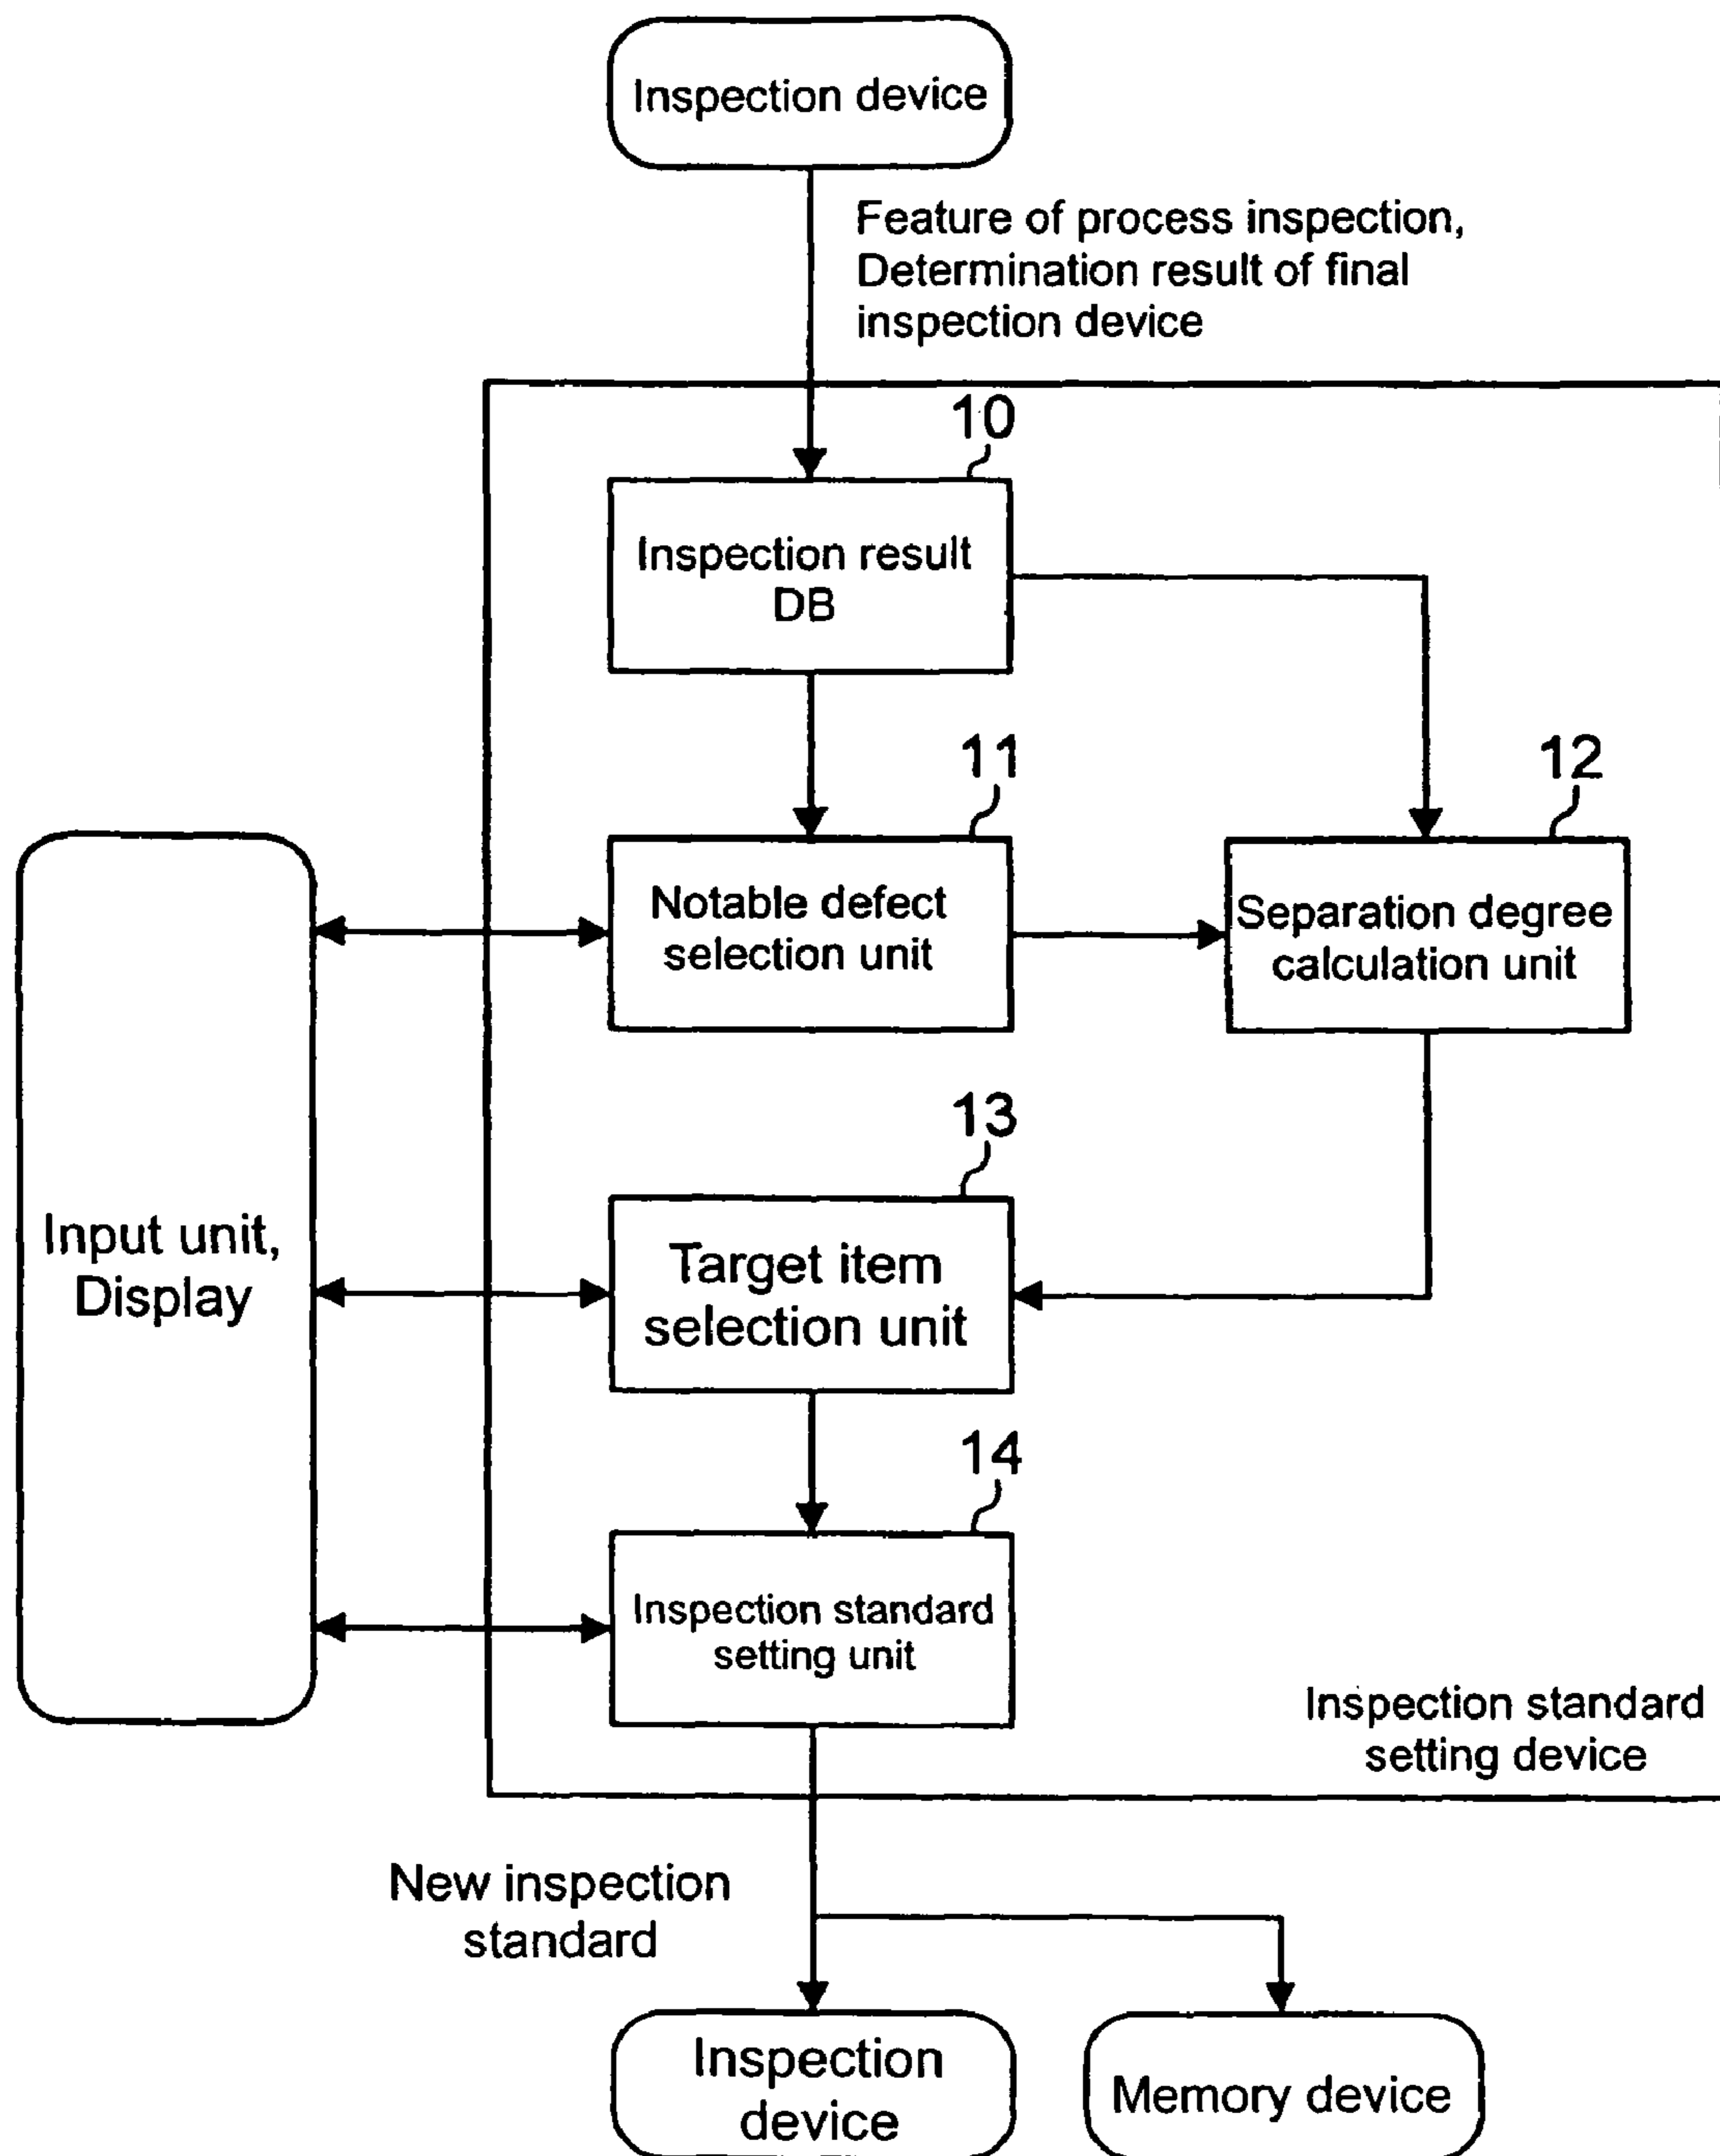 Inspection device
Feature of process inspection,
Determination result of final
inspection device
10
Inspection result
DB
11
12
Notable defect
selection unit
Separation degree
calculation unit
13
Input unit,
Display
Target item
selection unit
14
Inspection standard
setting unit
Inspection standard
setting device
New inspection
standard
Inspection
device
Memory device